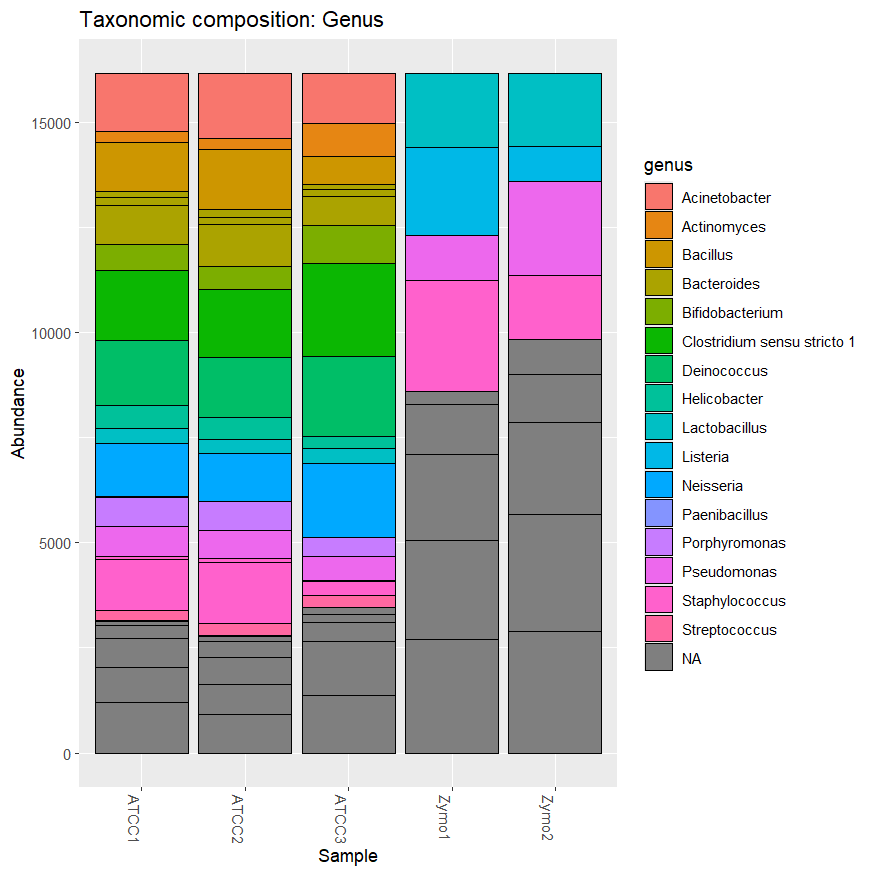 Taxonomic composition: Genus
Abundance
15000
10000
5000
0
ATCC1
ATCC2
ATCC3
Zymo1
Zymo2
Sample
genus
Acinetobacter
Actinomyces
Bacillus
Bacteroides
Bifidobacterium
Clostridium sensu stricto 1
Deinococcus
Helicobacter
Lactobacillus
Listeria
Neisseria
Paenibacillus
Porphyromonas
Pseudomonas
Staphylococcus
Streptococcus
NA